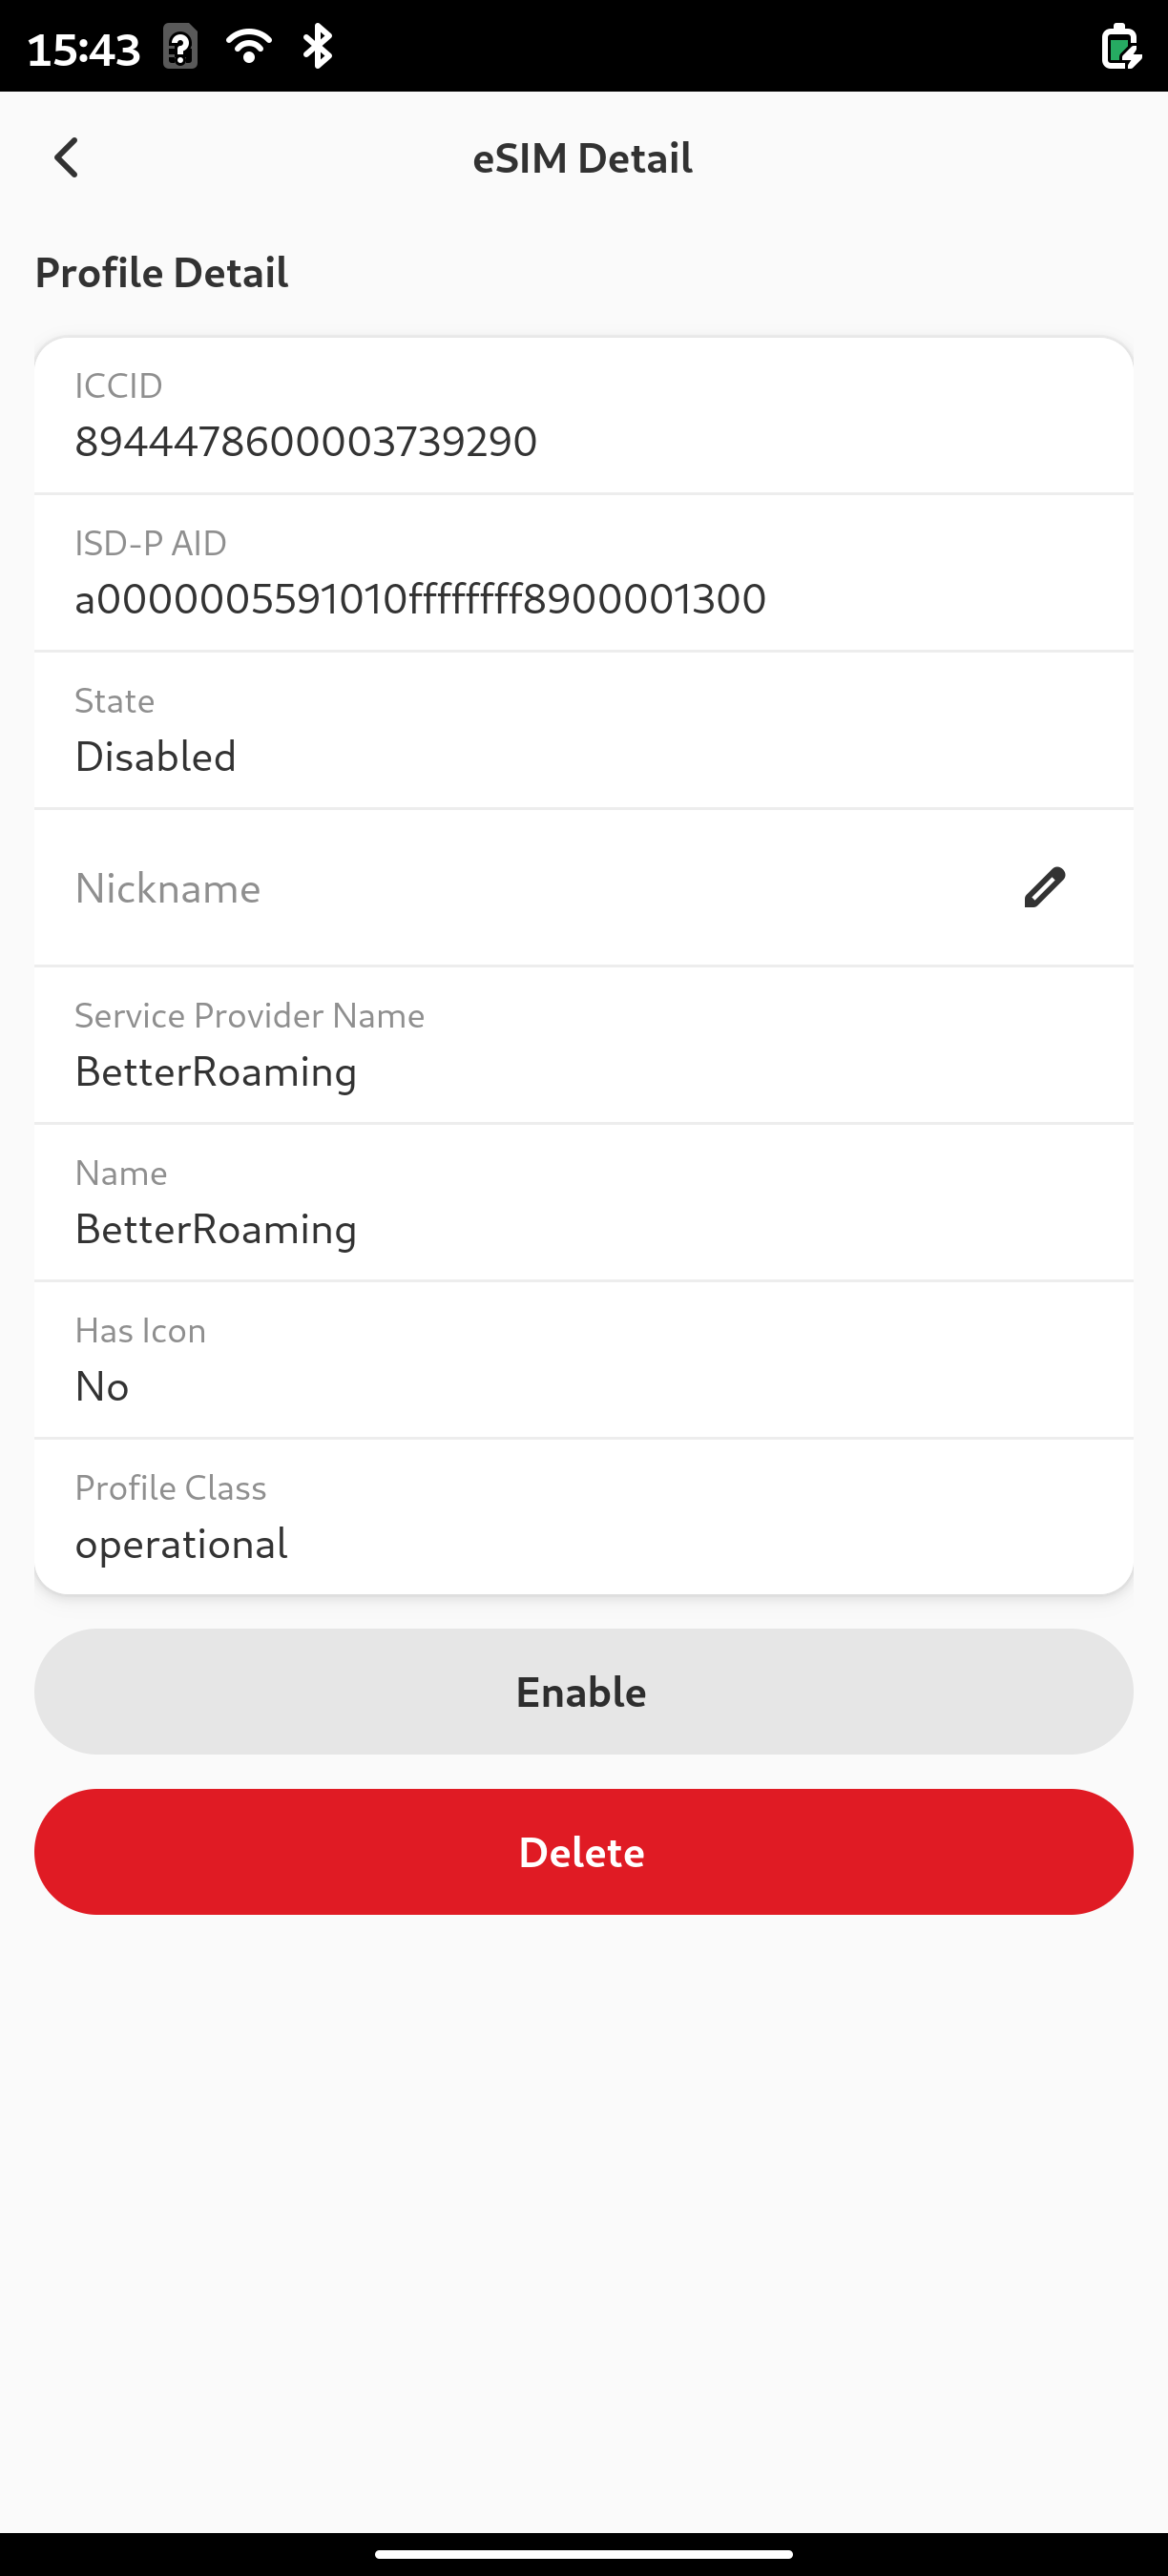 15:43
eSIM Detail
Profile Detail
ICCID
8944478600003739290
ISD-P AID
a0000005591010ffffffff8900001300
State
Disabled
Nickname
Service Provider Name
BetterRoaming
Name
BetterRoaming
Has Icon
No
Profile Class
operational
Enable
Delete